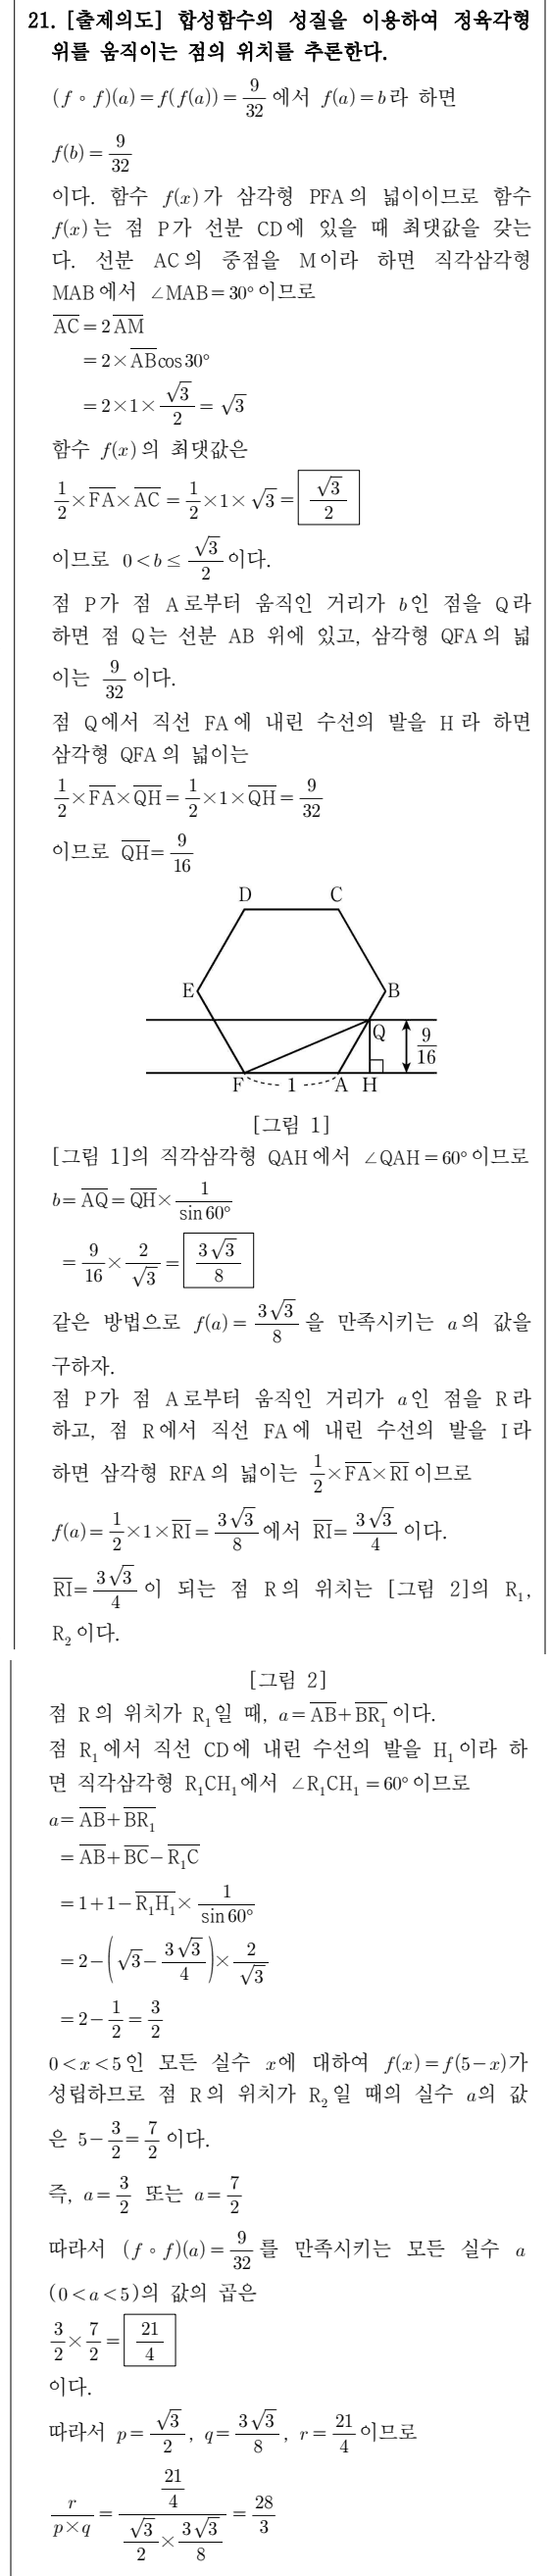 21. [출제의도] 합성함수의 성질을 이용하여 정육각형
위를 움직이는 점의 위치를 추론한다.
(f ∘ f)(a) = f(f(a)) = 9/32 에서 f(a) = b라 하면
f(b) = 9/32
이다. 함수 f(x)가 삼각형 PFA의 넓이이므로 함수
f(x)는 점 P가 선분 CD에 있을 때 최댓값을 갖는
다. 선분 AC의 중점을 M이라 하면 직각삼각형
MAB에서 ∠MAB = 30°이므로
A̅C̅ = 2A̅M̅
= 2×A̅B̅cos30°
= 2×1×√3/2 = √3
함수 f(x)의 최댓값은
1/2×F̅A̅×A̅C̅ = 1/2×1×√3 = √3/2
이므로 0 < b ≤ √3/2 이다.
점 P가 점 A로부터 움직인 거리가 b인 점을 Q라
하면 점 Q는 선분 AB 위에 있고, 삼각형 QFA의 넓
이는 9/32 이다.
점 Q에서 직선 FA에 내린 수선의 발을 H라 하면
삼각형 QFA의 넓이는
1/2×F̅A̅×Q̅H̅ = 1/2×1×Q̅H̅ = 9/32
이므로 Q̅H̅ = 9/16
D C
E B
Q 9/16
F 1 A H
[그림 1]
[그림 1]의 직각삼각형 QAH에서 ∠QAH = 60°이므로
b = A̅Q̅ = Q̅H̅×1/sin60°
= 9/16×2/√3 = 3√3/8
같은 방법으로 f(a) = 3√3/8 을 만족시키는 a의 값을
구하자.
점 P가 점 A로부터 움직인 거리가 a인 점을 R라
하고, 점 R에서 직선 FA에 내린 수선의 발을 I라
하면 삼각형 RFA의 넓이는 1/2×F̅A̅×R̅I̅ 이므로
f(a) = 1/2×1×R̅I̅ = 3√3/8 에서 R̅I̅ = 3√3/4 이다.
R̅I̅ = 3√3/4 이 되는 점 R의 위치는 [그림 2]의 R₁,
R₂이다.
[그림 2]
점 R의 위치가 R₁일 때, a = A̅B̅+B̅R̅₁̅ 이다.
점 R₁에서 직선 CD에 내린 수선의 발을 H₁이라 하
면 직각삼각형 R₁CH₁에서 ∠R₁CH₁ = 60°이므로
a = A̅B̅+B̅R̅₁̅
= A̅B̅+B̅C̅−R̅₁̅C̅
= 1+1−R̅₁̅H̅₁̅×1/sin60°
= 2−(√3−3√3/4)×2/√3
= 2−1/2 = 3/2
0 < x < 5인 모든 실수 x에 대하여 f(x) = f(5−x)가
성립하므로 점 R의 위치가 R₂일 때의 실수 a의 값
은 5−3/2 = 7/2 이다.
즉, a = 3/2 또는 a = 7/2
따라서 (f ∘ f)(a) = 9/32 를 만족시키는 모든 실수 a
(0 < a < 5)의 값의 곱은
3/2×7/2 = 21/4
이다.
따라서 p = √3/2, q = 3√3/8, r = 21/4 이므로
r/(p×q) = (21/4)/(√3/2×3√3/8) = 28/3